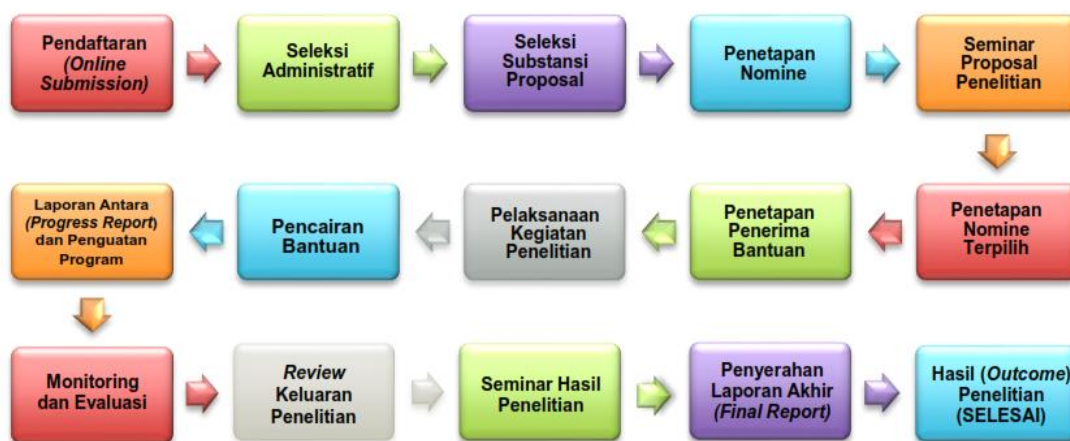 Pendaftaran
(Online
Submission)
Seleksi
Administratif
Seleksi
Substansi
Proposal
Penetapan
Nomine
Seminar
Proposal
Penelitian
Penetapan
Nomine
Terpilih
Penetapan
Penerima
Bantuan
Pelaksanaan
Kegiatan
Penelitian
Pencairan
Bantuan
Laporan Antara
(Progress Report)
dan Penguatan
Program
Monitoring
dan Evaluasi
Review
Keluaran
Penelitian
Seminar Hasil
Penelitian
Penyerahan
Laporan Akhir
(Final Report)
Hasil (Outcome)
Penelitian
(SELESAI)